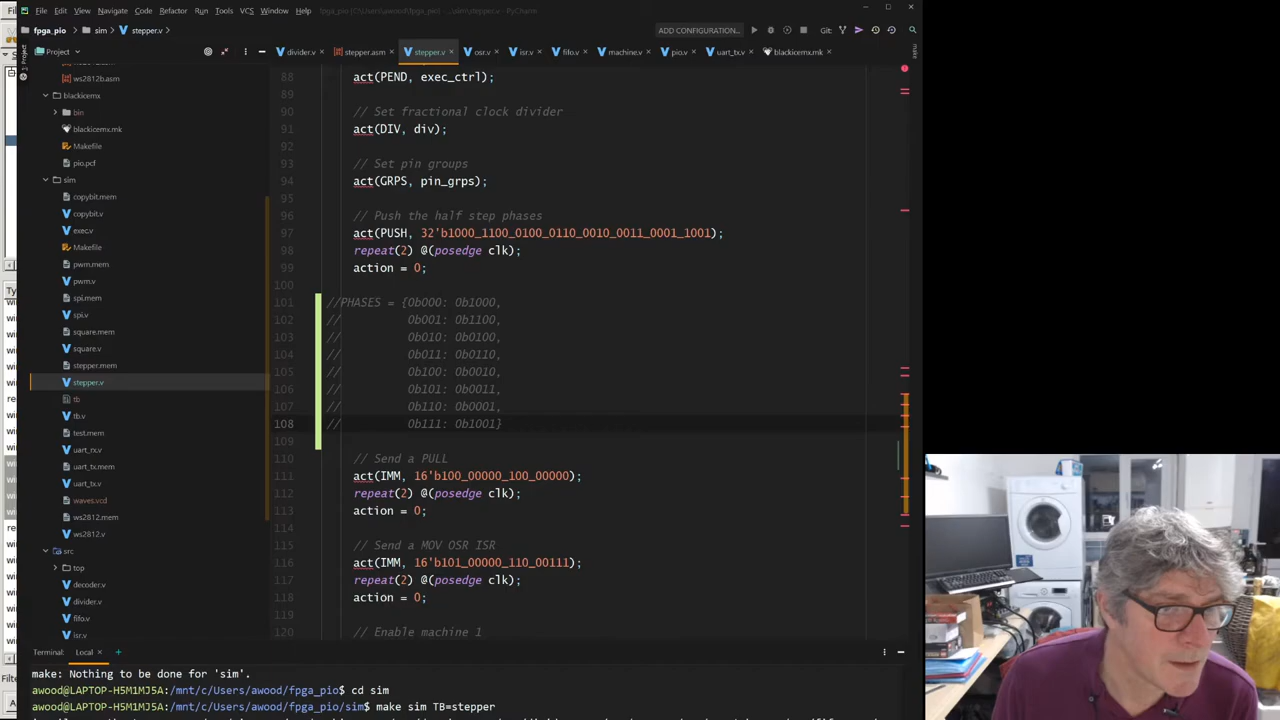 File Edit View Navigate Code Refactor Run Tools VCS Window Help fpga_pio
fpga_pio sim stepper.v ADD CONFIGURATION... Git: make
Project divider.v stepper.asm stepper.v osr.v isr.v fifo.v machine.v pio.v uart_tx.v blackicemx.mk
Project
ws2812b.asm
blackicemx
bin
blackicemx.mk
Makefile
pio.pcf
sim
copybit.mem
copybit.v
exec.v
Makefile
pwm.mem
pwm.v
spi.mem
spi.v
square.mem
square.v
stepper.mem
stepper.v
tb
tb.v
test.mem
uart_rx.v
uart_tx.mem
uart_tx.v
waves.vcd
ws2812.mem
ws2812.v
src
top
decoder.v
divider.v
fifo.v
isr.v
88 act(PEND, exec_ctrl);
89
90 // Set fractional clock divider
91 act(DIV, div);
92
93 // Set pin groups
94 act(GRPS, pin_grps);
95
96 // Push the half step phases
97 act(PUSH, 32'b1000_1100_0100_0110_0010_0011_0001_1001);
98 repeat(2) @(posedge clk);
99 action = 0;
100
101 //PHASES = {0b000: 0b1000,
102 // 0b001: 0b1100,
103 // 0b010: 0b0100,
104 // 0b011: 0b0110,
105 // 0b100: 0b0010,
106 // 0b101: 0b0011,
107 // 0b110: 0b0001,
108 // 0b111: 0b1001}
109
110 // Send a PULL
111 act(IMM, 16'b100_00000_100_00000);
112 repeat(2) @(posedge clk);
113 action = 0;
114
115 // Send a MOV OSR ISR
116 act(IMM, 16'b101_00000_110_00111);
117 repeat(2) @(posedge clk);
118 action = 0;
119
120 // Enable machine 1
Terminal: Local
make: Nothing to be done for 'sim'.
awood@LAPTOP-H5M1MJ5A:/mnt/c/Users/awood/fpga_pio$ cd sim
awood@LAPTOP-H5M1MJ5A:/mnt/c/Users/awood/fpga_pio/sim$ make sim TB=stepper